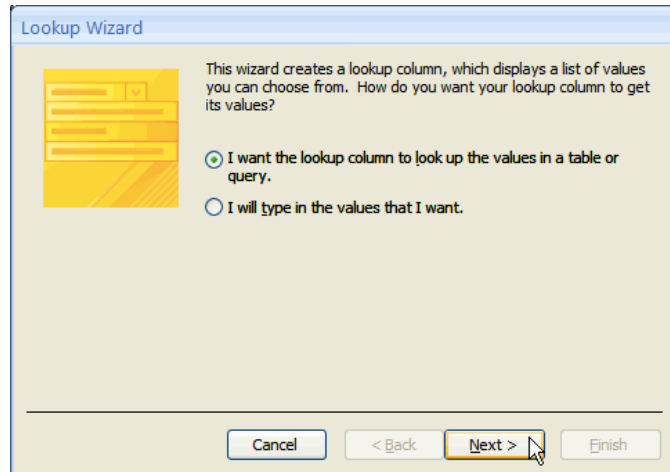 Lookup Wizard
This wizard creates a lookup column, which displays a list of values
you can choose from. How do you want your lookup column to get
its values?
I want the lookup column to look up the values in a table or
query.
I will type in the values that I want.
Cancel
< Back
Next >
Finish